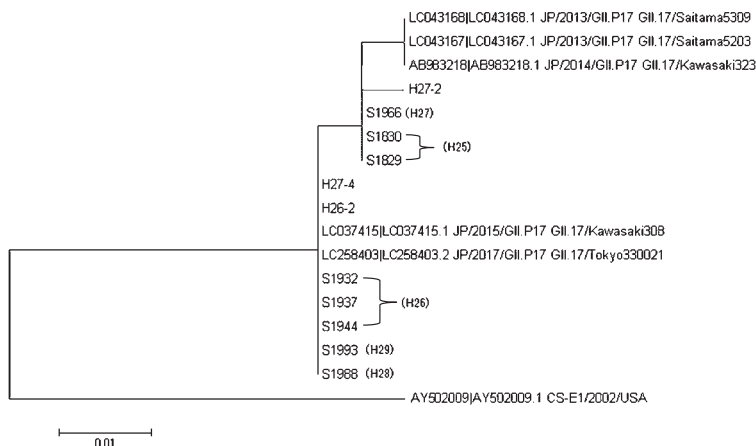 LC043168|LC043168.1 JP/2013/GII.P17 GII.17/Saitama5309
LC043167|LC043167.1 JP/2013/GII.P17 GII.17/Saitama5203
AB983218|AB983218.1 JP/2014/GII.P17 GII.17/Kawasaki323
H27-2
S1966 (H27)
S1830
(H25)
S1829
H27-4
H26-2
LC037415|LC037415.1 JP/2015/GII.P17 GII.17/Kawasaki308
LC258403|LC258403.2 JP/2017/GII.P17 GII.17/Tokyo330021
S1932
S1937 (H26)
S1944
S1993 (H29)
S1988 (H28)
AY502009|AY502009.1 CS-E1/2002/USA
0.01